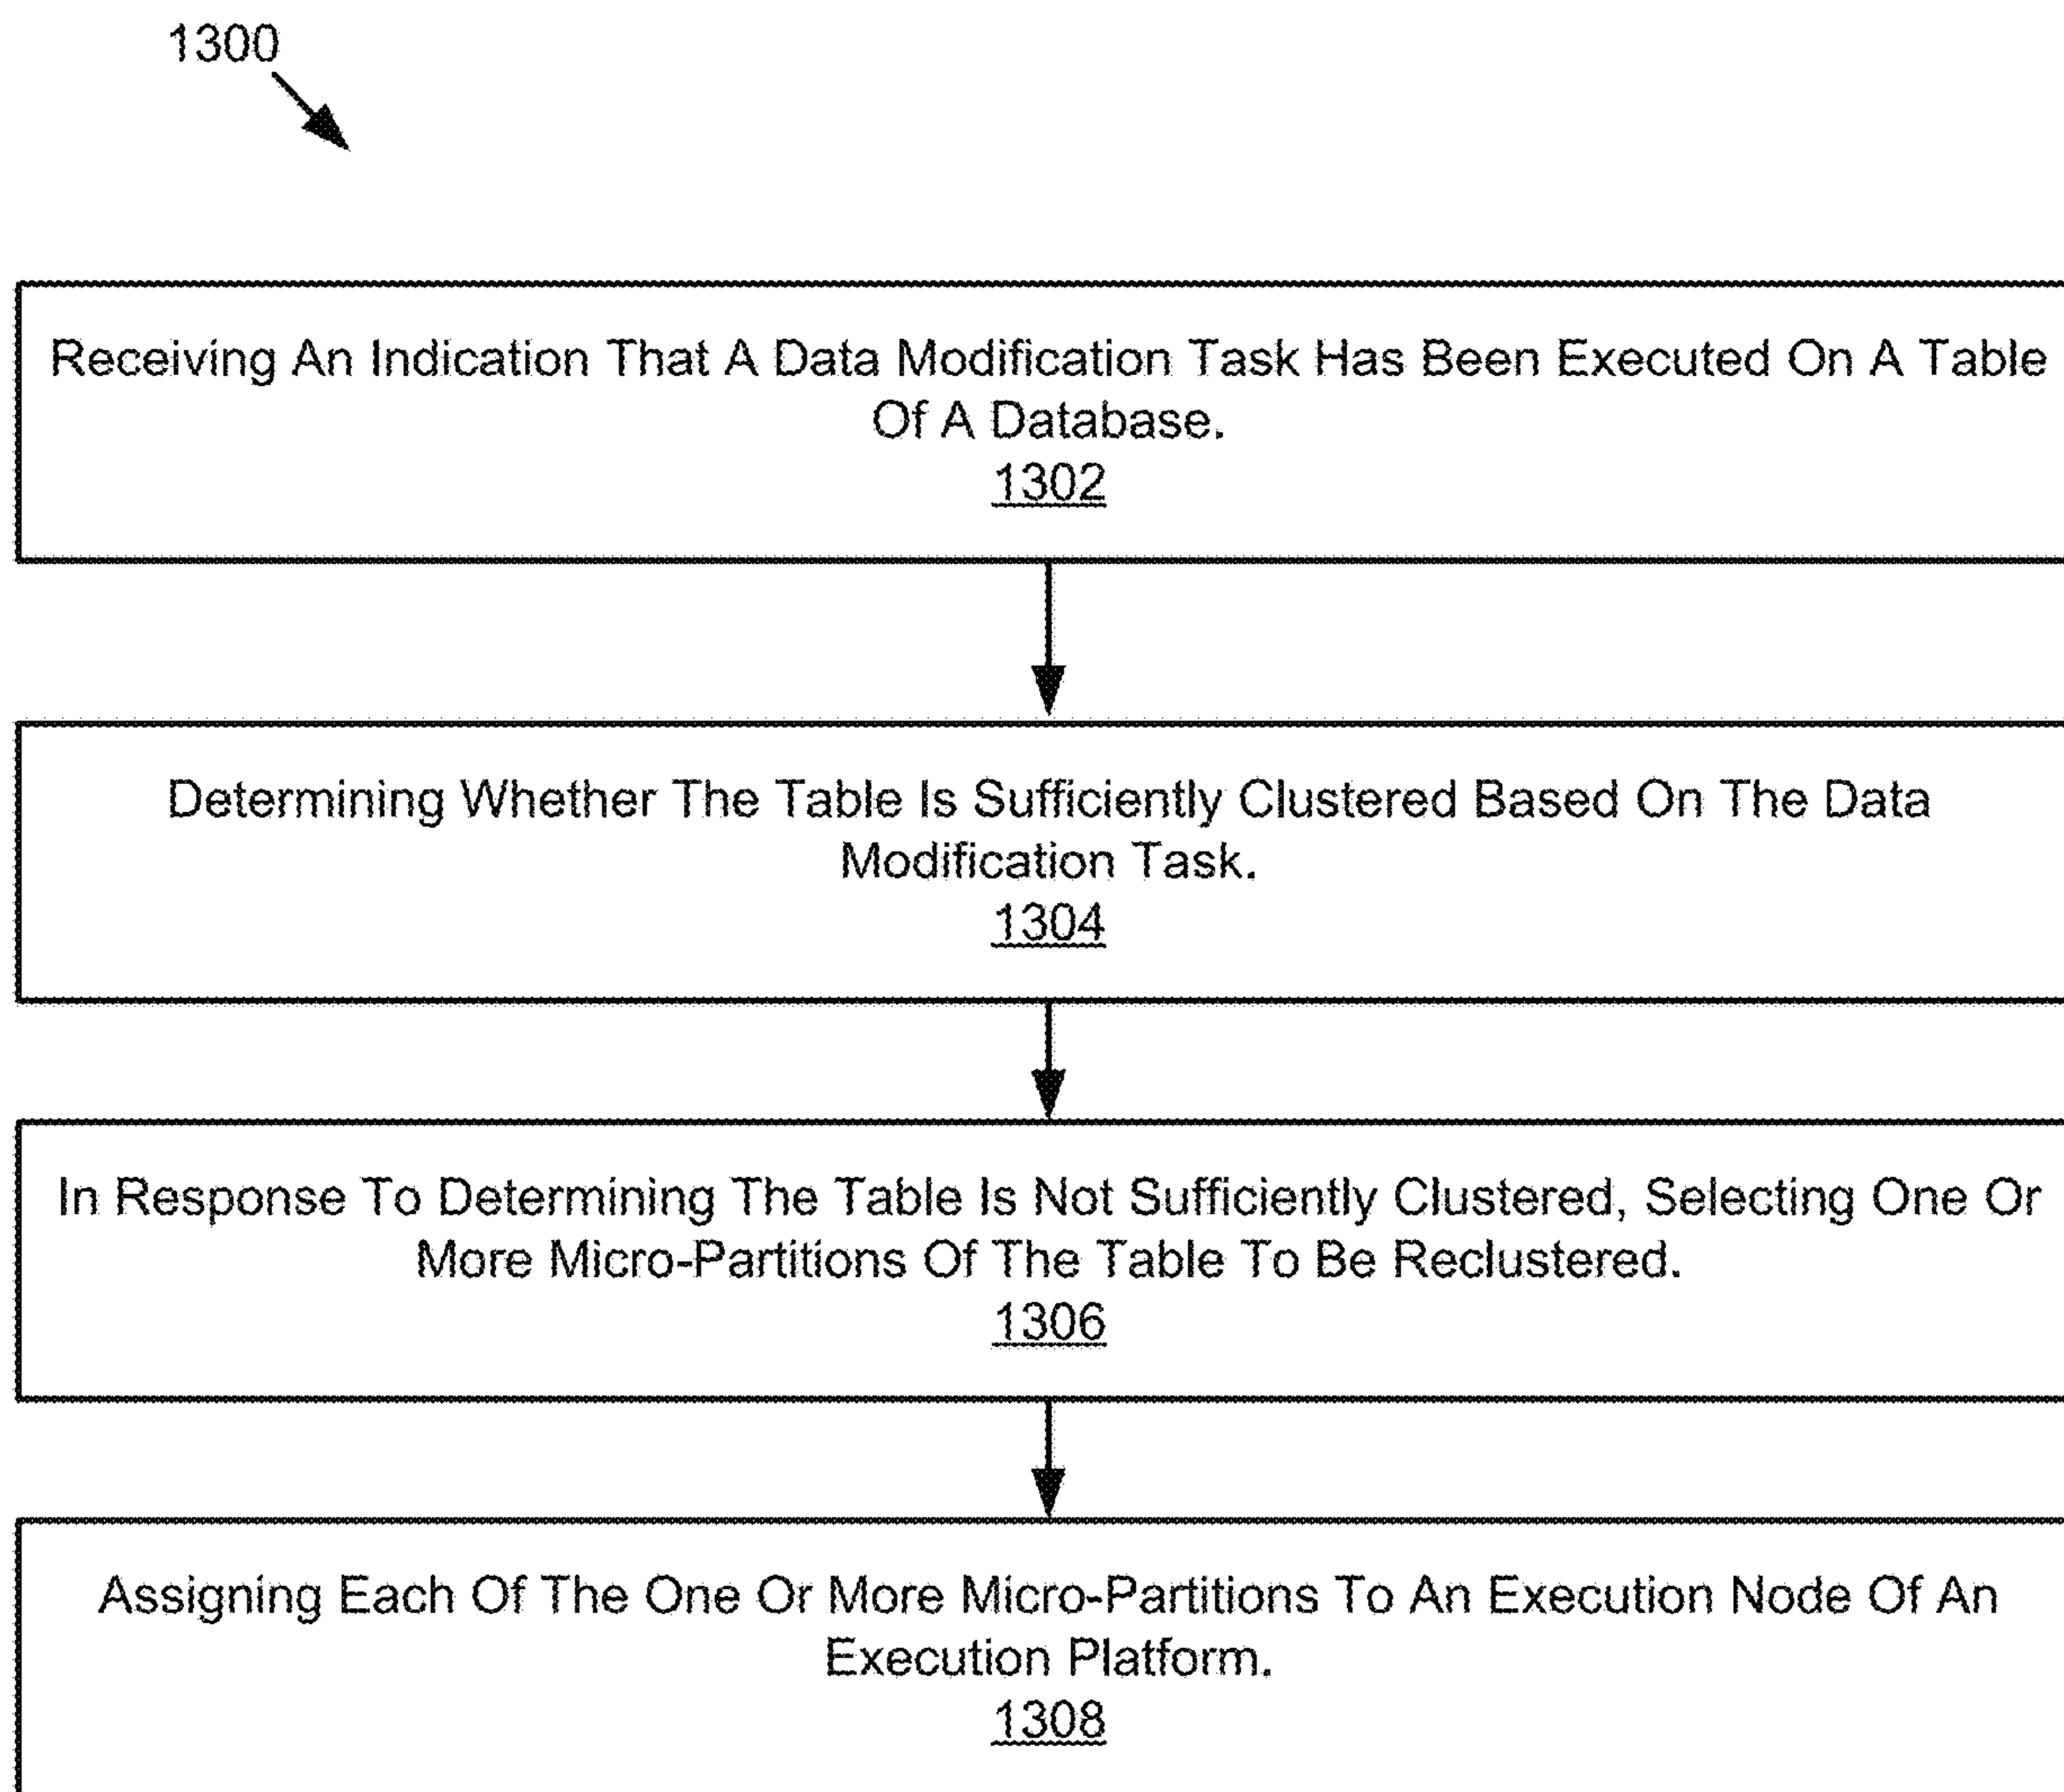 1300
Receiving An Indication That A Data Modification Task Has Been Executed On A Table
Of A Database.
1302
Determining Whether The Table Is Sufficiently Clustered Based On The Data
Modification Task.
1304
In Response To Determining The Table Is Not Sufficiently Clustered, Selecting One Or
More Micro-Partitions Of The Table To Be Reclustered.
1306
Assigning Each Of The One Or More Micro-Partitions To An Execution Node Of An
Execution Platform.
1308